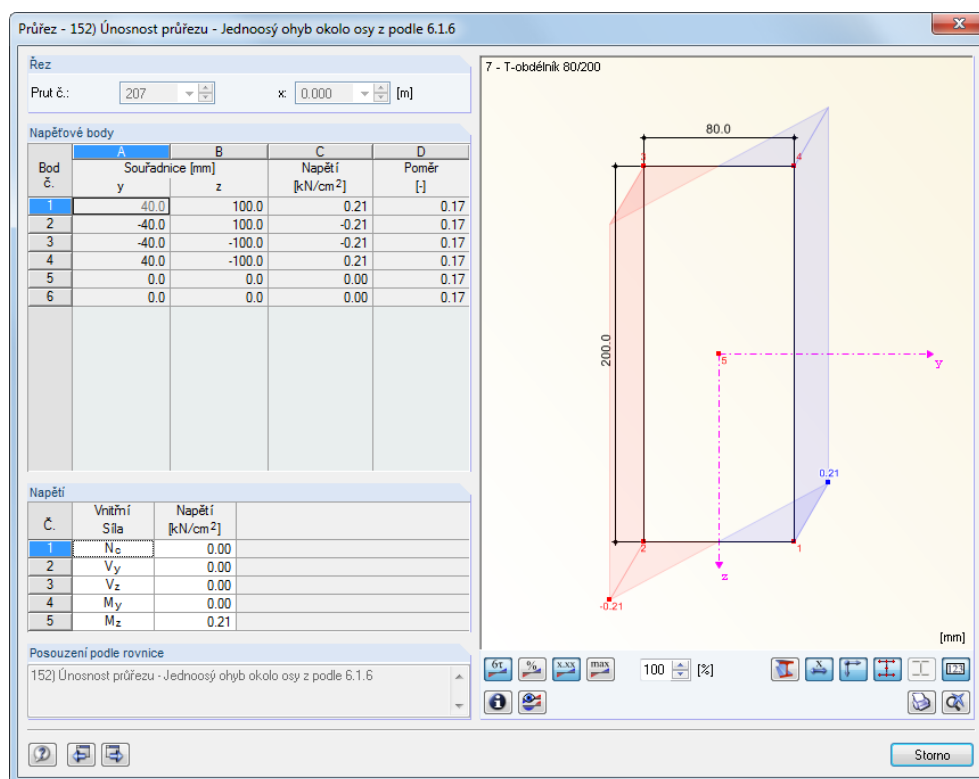 Průřez - 152) Únosnost průřezu - Jednoosý ohyb okolo osy z podle 6.1.6
Řez
Prut č.: 207 x: 0.000 [m]
Napěťové body
A B C D
Bod Souřadnice [mm] Napětí Poměr
č. y z [kN/cm²] [-]
1 40.0 100.0 0.21 0.17
2 -40.0 100.0 -0.21 0.17
3 -40.0 -100.0 -0.21 0.17
4 40.0 -100.0 0.21 0.17
5 0.0 0.0 0.00 0.17
6 0.0 0.0 0.00 0.17
Napětí
Vnitřní Napětí
Č. Síla [kN/cm²]
1 Nc 0.00
2 Vy 0.00
3 Vz 0.00
4 My 0.00
5 Mz 0.21
Posouzení podle rovnice
152) Únosnost průřezu - Jednoosý ohyb okolo osy z podle 6.1.6
7 - T-obdélník 80/200
80.0
3 4
200.0
5
y
0.21
2 1
z
-0.21
[mm]
6τ % x.xx max 100 [%] x 123
Storno